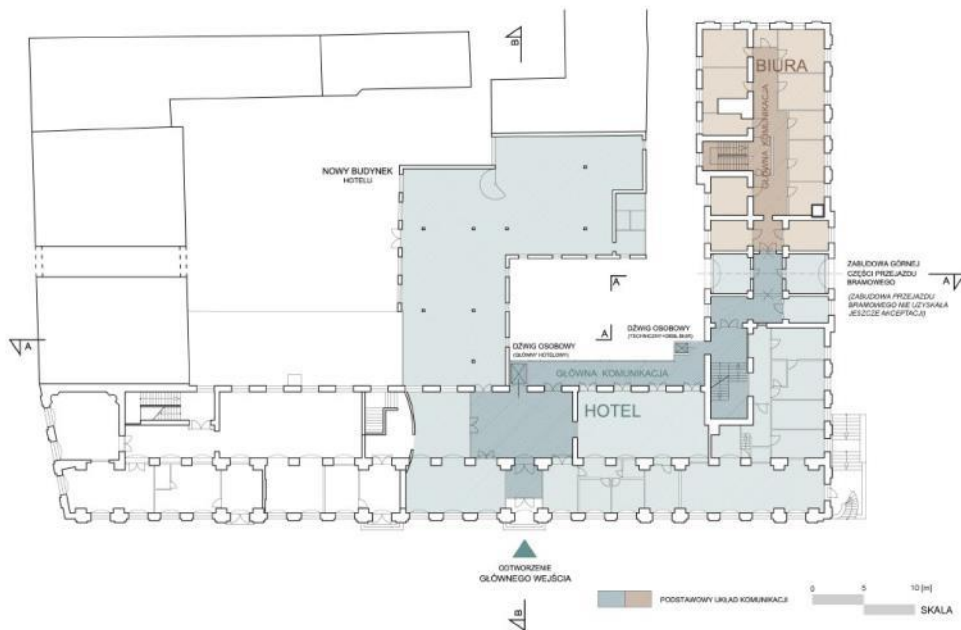 B
BIURA
GŁÓWNA KOMUNIKACJA
NOWY BUDYNEK
HOTELU
ZABUDOWA GÓRNEJ
CZĘŚCI PRZEJAZDU
BRAMOWEGO
(ZABUDOWA PRZEJAZDU
BRAMOWEGO NIE UZYSKAŁA
JESZCZE AKCEPTACJI)
A
A
A
A
DŹWIG OSOBOWY
DŹWIG OSOBOWY
(GŁÓWNY HOTELOWY)
GŁÓWNA KOMUNIKACJA
HOTEL
ODTWORZENIE
GŁÓWNEGO WEJŚCIA
B
PODSTAWOWY UKŁAD KOMUNIKACJI
0 5 10 [m]
SKALA